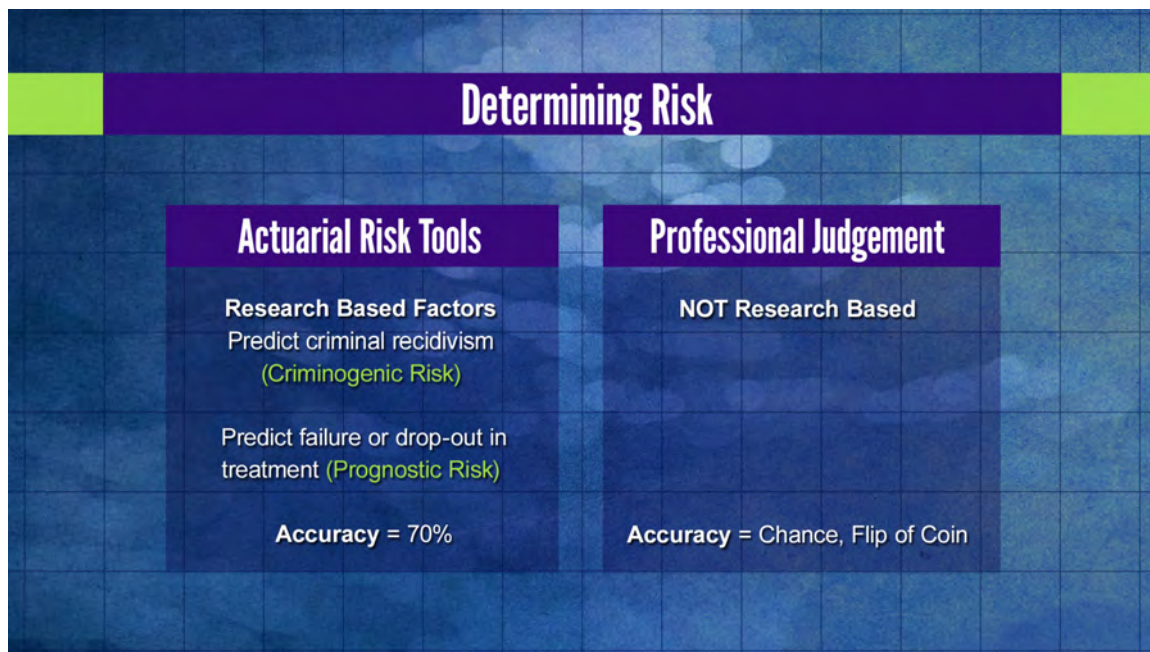 Determining Risk
Actuarial Risk Tools
Research Based Factors
Predict criminal recidivism
(Criminogenic Risk)
Predict failure or drop-out in
treatment (Prognostic Risk)
Accuracy = 70%
Professional Judgement
NOT Research Based
Accuracy = Chance, Flip of Coin